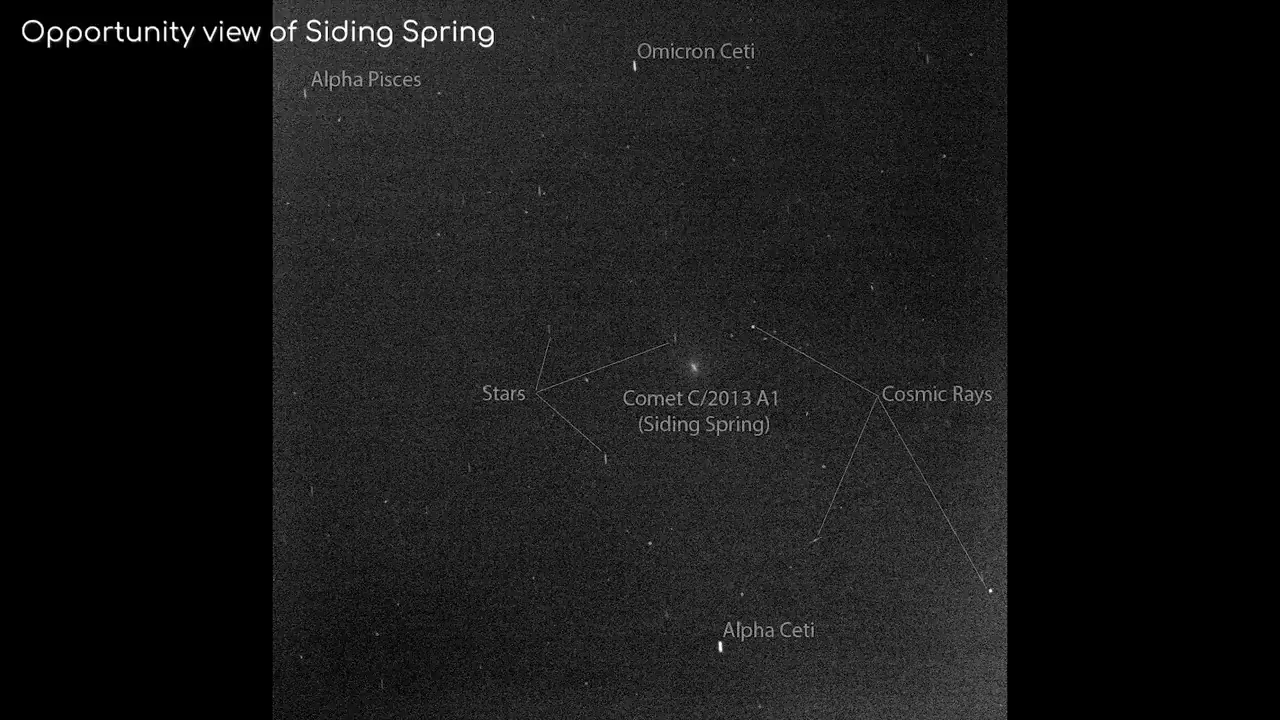 Opportunity view of Siding Spring
Omicron Ceti
Alpha Pisces
Stars
Comet C/2013 A1
(Siding Spring)
Cosmic Rays
Alpha Ceti